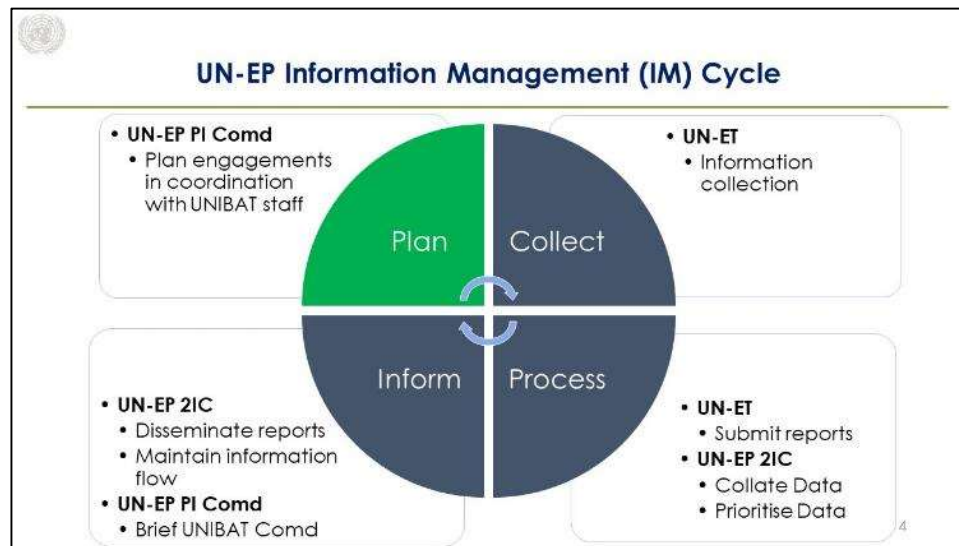 UN-EP Information Management (IM) Cycle
• UN-EP Pl Comd
• Plan engagements
in coordination
with UNIBAT staff
• UN-ET
• Information
collection
Plan
Collect
Inform
Process
• UN-EP 2IC
• Disseminate reports
• Maintain information
flow
• UN-EP Pl Comd
• Brief UNIBAT Comd
• UN-ET
• Submit reports
• UN-EP 2IC
• Collate Data
• Prioritise Data
4